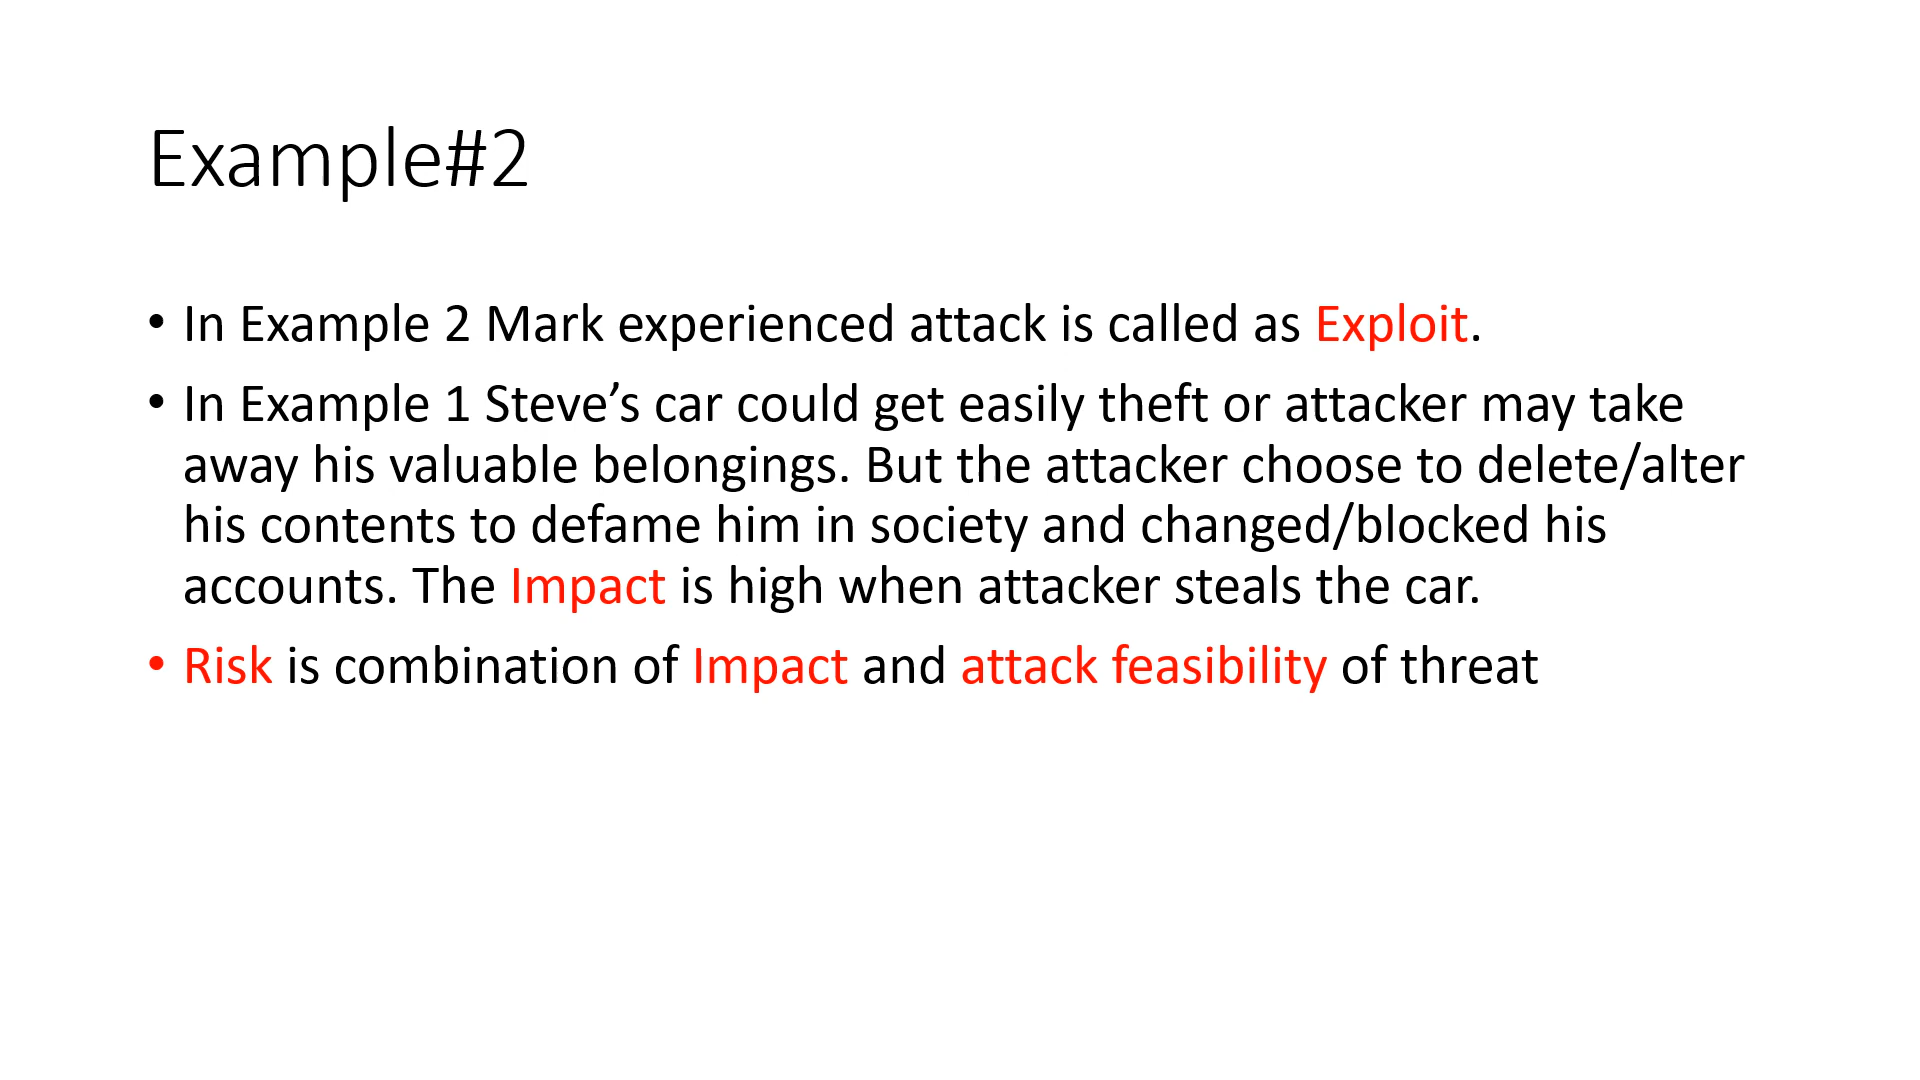 Example#2
• In Example 2 Mark experienced attack is called as Exploit.
• In Example 1 Steve’s car could get easily theft or attacker may take
away his valuable belongings. But the attacker choose to delete/alter
his contents to defame him in society and changed/blocked his
accounts. The Impact is high when attacker steals the car.
• Risk is combination of Impact and attack feasibility of threat